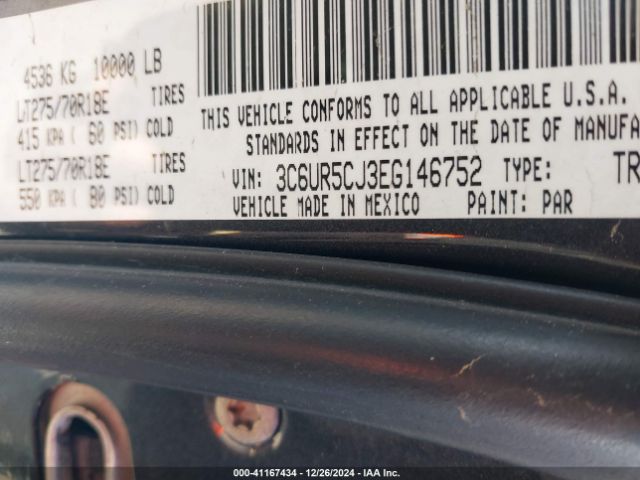 4536 KG 10000 LB
LT275/70R18E TIRES
415 KPA ( 60 PSI) COLD
LT275/70R18E TIRES
550 KPA ( 80 PSI) COLD
THIS VEHICLE CONFORMS TO ALL APPLICABLE U.S.A.
STANDARDS IN EFFECT ON THE DATE OF MANUFA
VIN: 3C6UR5CJ3EG146752 TYPE: TR
VEHICLE MADE IN MEXICO PAINT: PAR
000-41167434 | 12/26/2024 | IAA Inc.